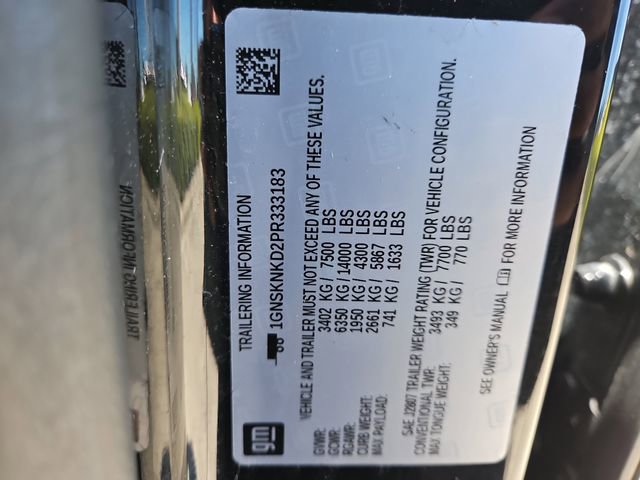 TRAILERING INFORMATION
1GNSKNKD2PR333183
VEHICLE AND TRAILER MUST NOT EXCEED ANY OF THESE VALUES.
GVWR: 3402 KG / 7500 LBS
GCWR: 6350 KG / 14000 LBS
RGAWR: 1950 KG / 4300 LBS
CURB WEIGHT: 2661 KG / 5867 LBS
MAX PAYLOAD: 741 KG / 1633 LBS
SAE J2807 TRAILER WEIGHT RATING (TWR) FOR VEHICLE CONFIGURATION.
CONVENTIONAL TWR: 3493 KG / 7700 LBS
MAX TONGUE WEIGHT: 349 KG / 770 LBS
SEE OWNER'S MANUAL FOR MORE INFORMATION
gm
TRAILERING INFORMATION